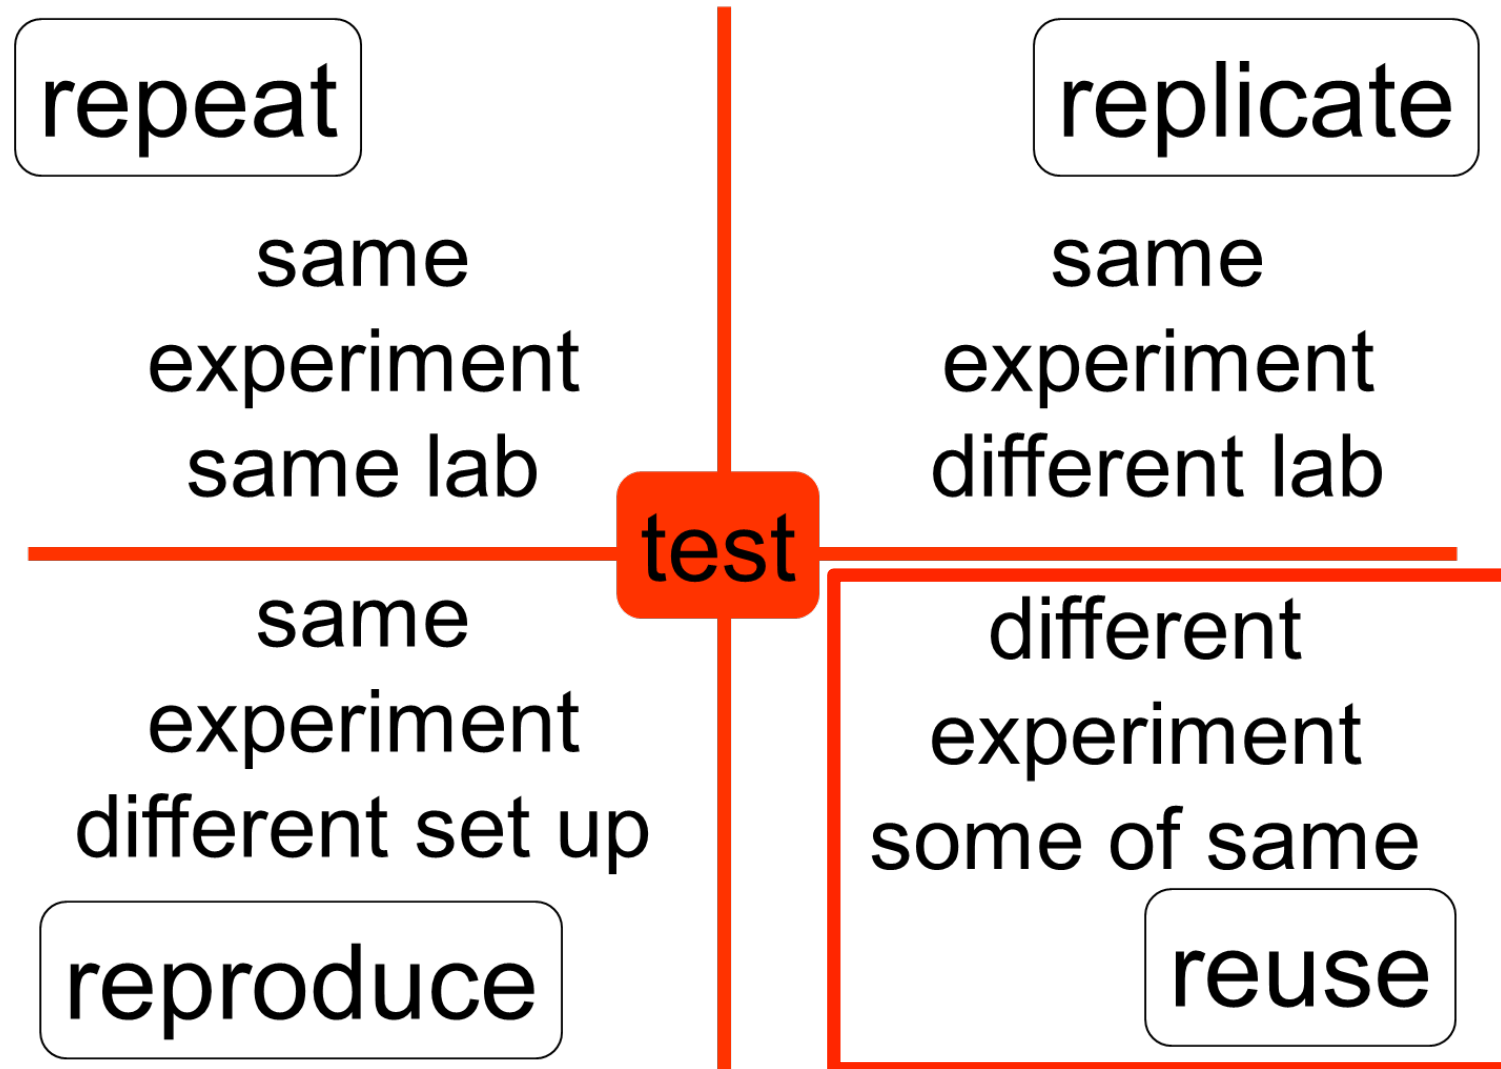 repeat
same
experiment
same lab
replicate
same
experiment
different lab
test
same
experiment
different set up
reproduce
different
experiment
some of same
reuse